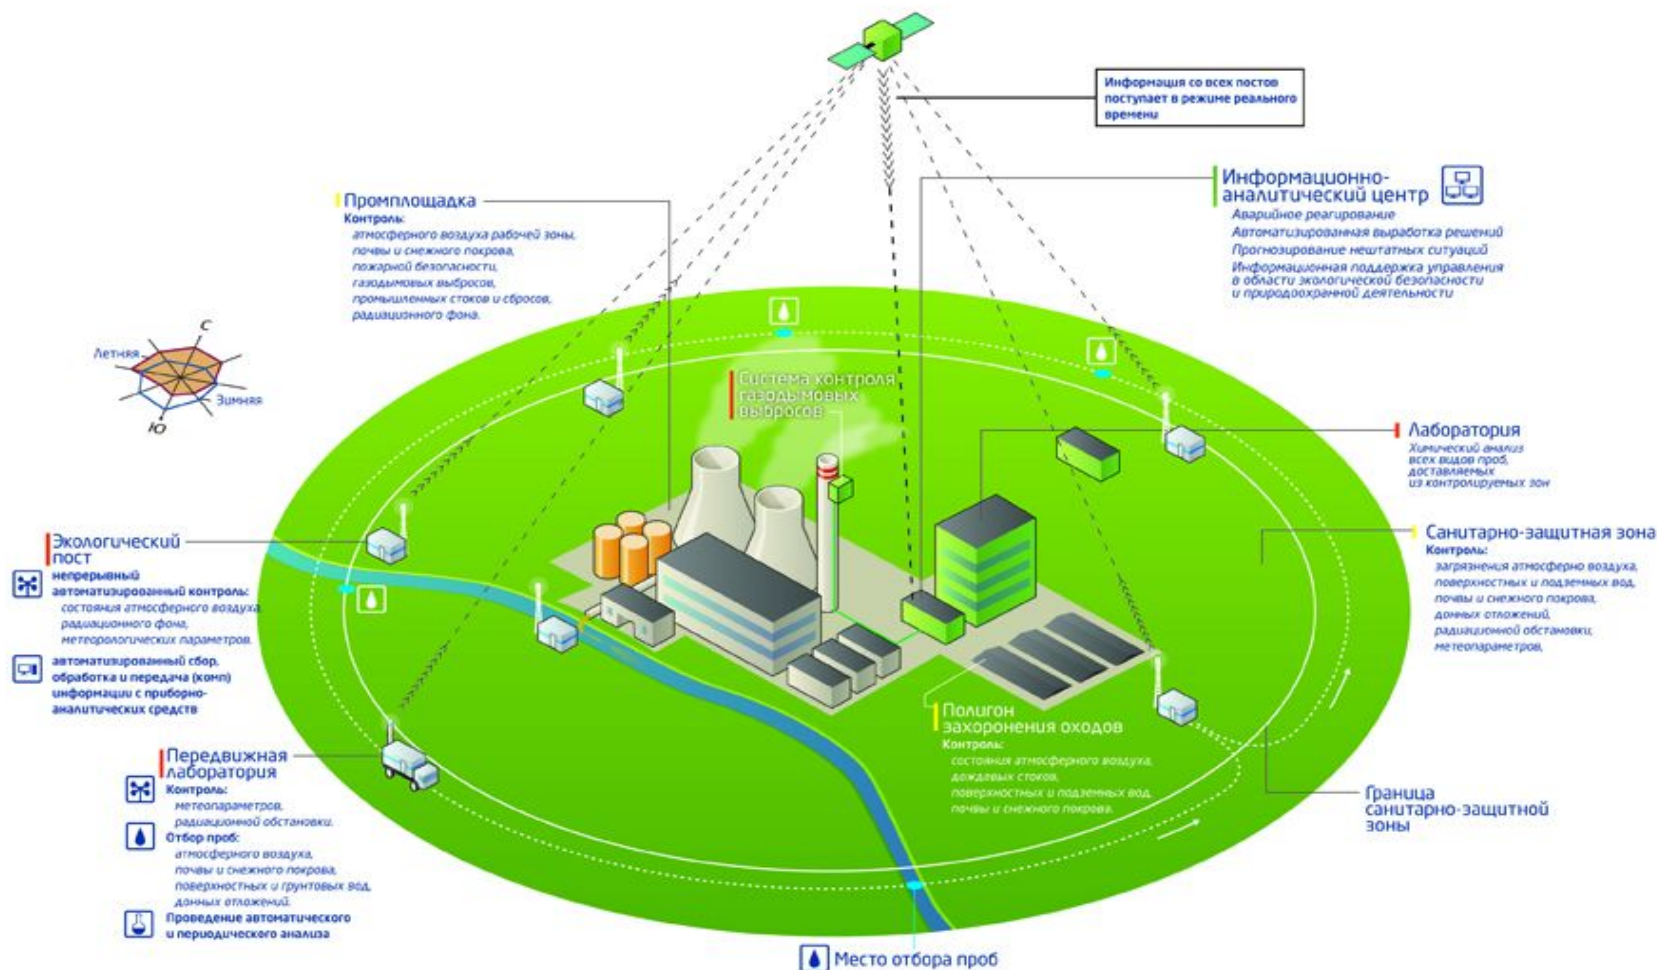 Информация со всех постов
поступает в режиме реального
времени
Информационно-
аналитический центр
Аварийное реагирование
Автоматизированная выработка решений
Прогнозирование нештатных ситуаций
Информационная поддержка управления
в области экологической безопасности
и природоохранной деятельности
Промплощадка
Контроль:
атмосферного воздуха рабочей зоны,
почвы и снежного покрова,
пожарной безопасности,
газодымовых выбросов,
промышленных стоков и сбросов,
радиационного фона.
С
Летняя
Зимняя
Ю
Система контроля
газодымовых
выбросов
Лаборатория
Химический анализ
всех видов проб,
доставляемых
из контролируемых зон
Экологический
пост
непрерывный
автоматизированный контроль:
состояния атмосферного воздуха,
радиационного фона,
метеорологических параметров.
автоматизированный сбор,
обработка и передача (комп)
информации с приборно-
аналитических средств
Санитарно-защитная зона
Контроль:
загрязнения атмосферно воздуха,
поверхностных и подземных вод,
почвы и снежного покрова,
донных отложений,
радиационной обстановки,
метеопараметров,
Полигон
захоронения оходов
Контроль:
состояния атмосферного воздуха,
дождевых стоков,
поверхностных и подземных вод,
почвы и снежного покрова.
Передвижная
лаборатория
Контроль:
метеопараметров,
радиационной обстановки.
Отбор проб:
атмосферного воздуха,
почвы и снежного покрова,
поверхностных и грунтовых вод,
донных отложений.
Проведение автоматического
и периодического анализа
Граница
санитарно-защитной
зоны
Место отбора проб